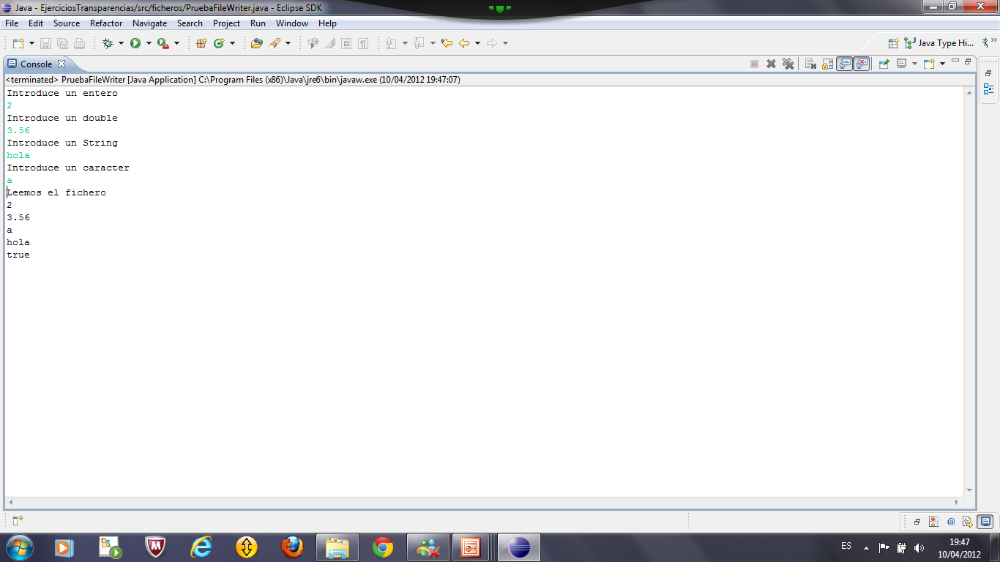 Java - EjerciciosTransparencias/src/ficheros/PruebaFileWriter.java - Eclipse SDK
File Edit Source Refactor Navigate Search Project Run Window Help
Java Type Hi...
Console
<terminated> PruebaFileWriter [Java Application] C:\Program Files (x86)\Java\jre6\bin\javaw.exe (10/04/2012 19:47:07)
Introduce un entero
2
Introduce un double
3.56
Introduce un String
hola
Introduce un caracter
a
Leemos el fichero
2
3.56
a
hola
true
ES
19:47
10/04/2012